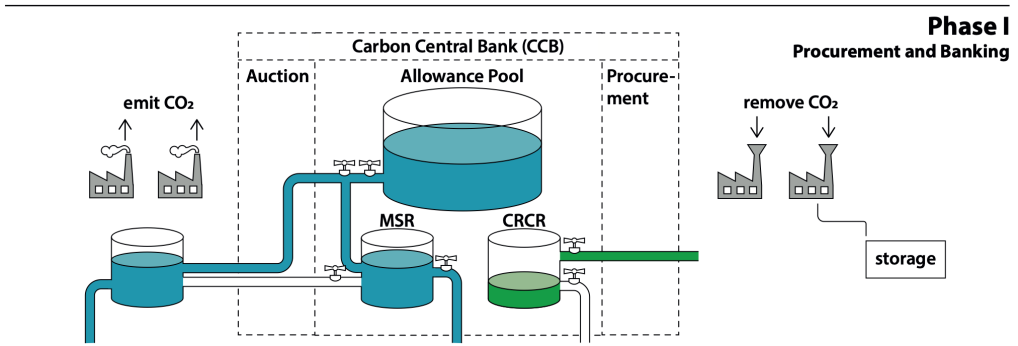 Phase I
Procurement and Banking
Carbon Central Bank (CCB)
Auction
Allowance Pool
Procure-
ment
emit CO₂
remove CO₂
MSR
CRCR
storage